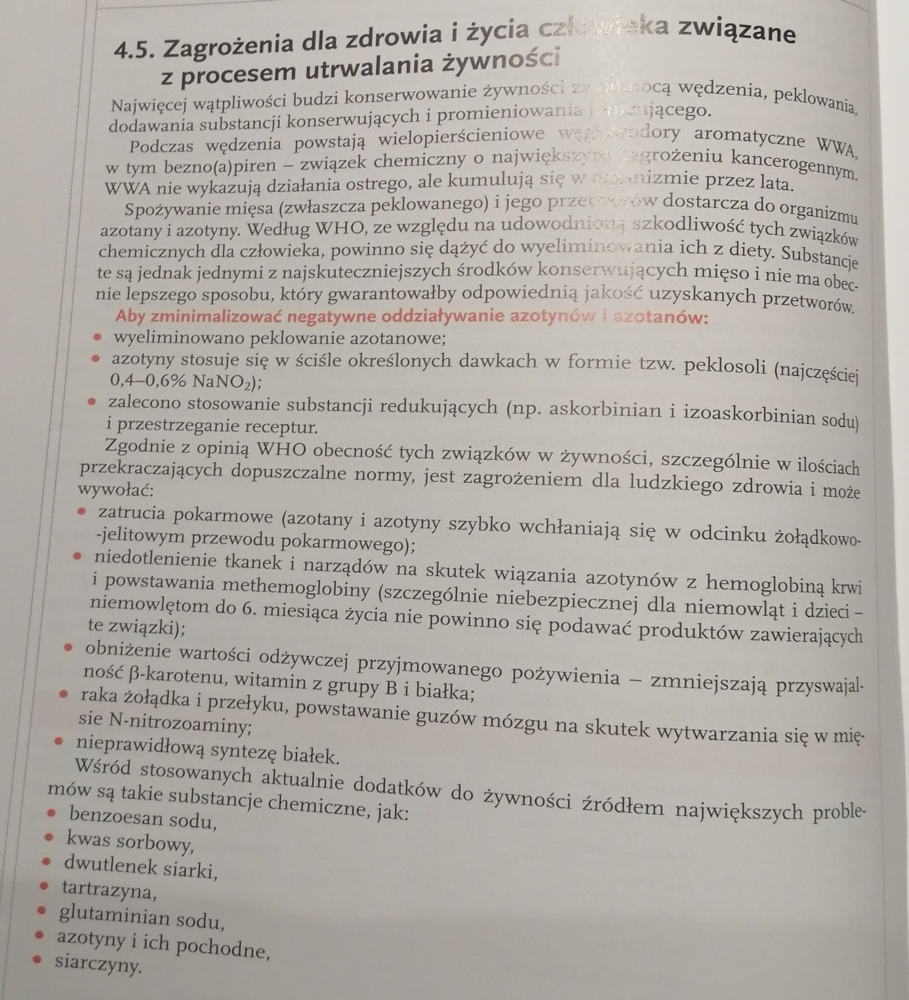 4.5. Zagrożenia dla zdrowia i życia człowieka związane
z procesem utrwalania żywności
Najwięcej wątpliwości budzi konserwowanie żywności za pomocą wędzenia, peklowania,
dodawania substancji konserwujących i promieniowania jonizującego.
Podczas wędzenia powstają wielopierścieniowe węglowodory aromatyczne WWA,
w tym bezno(a)piren – związek chemiczny o największym zagrożeniu kancerogennym.
WWA nie wykazują działania ostrego, ale kumulują się w organizmie przez lata.
Spożywanie mięsa (zwłaszcza peklowanego) i jego przetworów dostarcza do organizmu
azotany i azotyny. Według WHO, ze względu na udowodnioną szkodliwość tych związków
chemicznych dla człowieka, powinno się dążyć do wyeliminowania ich z diety. Substancje
te są jednak jednymi z najskuteczniejszych środków konserwujących mięso i nie ma obec-
nie lepszego sposobu, który gwarantowałby odpowiednią jakość uzyskanych przetworów.
Aby zminimalizować negatywne oddziaływanie azotynów i azotanów:
• wyeliminowano peklowanie azotanowe;
• azotyny stosuje się w ściśle określonych dawkach w formie tzw. peklosoli (najczęściej
0,4–0,6% NaNO₂);
• zalecono stosowanie substancji redukujących (np. askorbinian i izoaskorbinian sodu)
i przestrzeganie receptur.
Zgodnie z opinią WHO obecność tych związków w żywności, szczególnie w ilościach
przekraczających dopuszczalne normy, jest zagrożeniem dla ludzkiego zdrowia i może
wywołać:
• zatrucia pokarmowe (azotany i azotyny szybko wchłaniają się w odcinku żołądkowo-
-jelitowym przewodu pokarmowego);
• niedotlenienie tkanek i narządów na skutek wiązania azotynów z hemoglobiną krwi
i powstawania methemoglobiny (szczególnie niebezpiecznej dla niemowląt i dzieci –
niemowlętom do 6. miesiąca życia nie powinno się podawać produktów zawierających
te związki);
• obniżenie wartości odżywczej przyjmowanego pożywienia – zmniejszają przyswajal-
ność β-karotenu, witamin z grupy B i białka;
• raka żołądka i przełyku, powstawanie guzów mózgu na skutek wytwarzania się w mię-
sie N-nitrozoaminy;
• nieprawidłową syntezę białek.
Wśród stosowanych aktualnie dodatków do żywności źródłem największych proble-
mów są takie substancje chemiczne, jak:
• benzoesan sodu,
• kwas sorbowy,
• dwutlenek siarki,
• tartrazyna,
• glutaminian sodu,
• azotyny i ich pochodne,
• siarczyny.